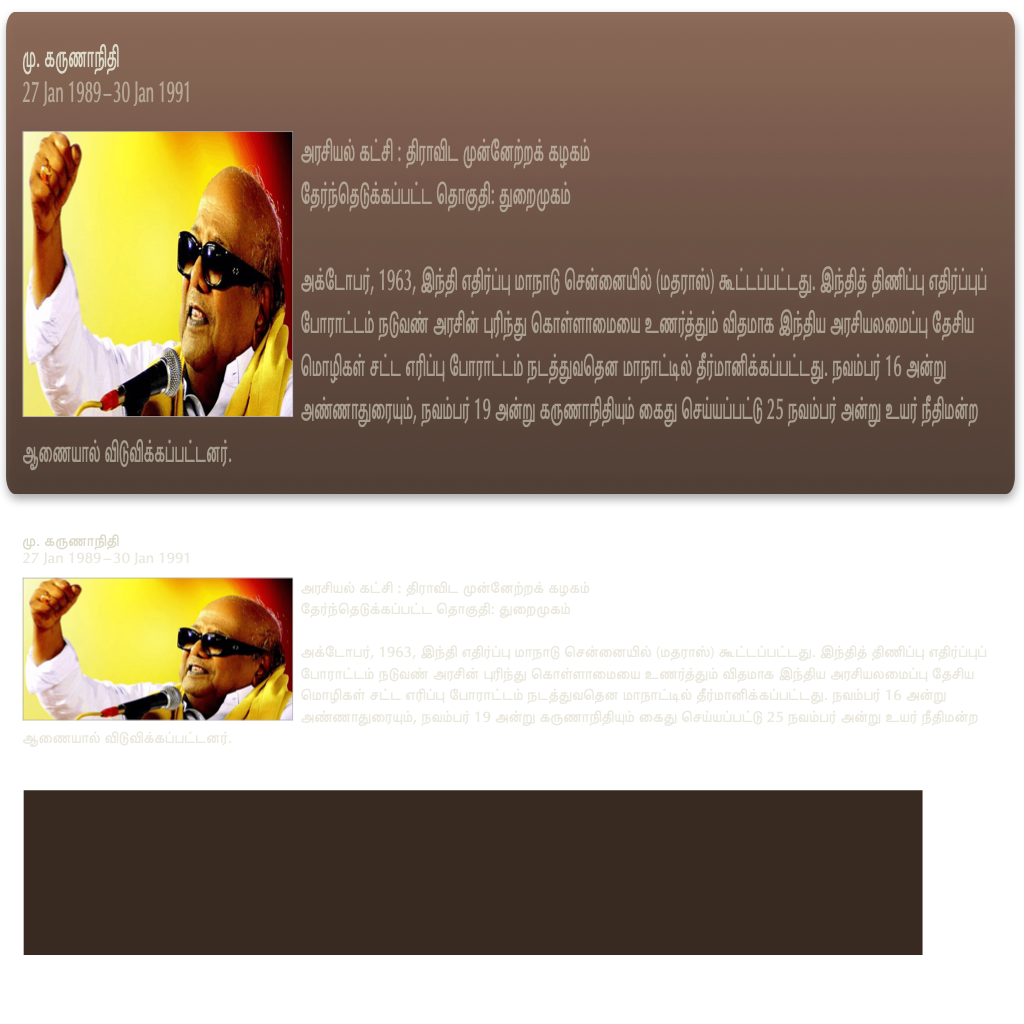 மு. கருணாநிதி
27 Jan 1989–30 Jan 1991
அரசியல் கட்சி : திராவிட முன்னேற்றக் கழகம்
தேர்ந்தெடுக்கப்பட்ட தொகுதி: துறைமுகம்
அக்டோபர், 1963, இந்தி எதிர்ப்பு மாநாடு சென்னையில் (மதராஸ்) கூட்டப்பட்டது. இந்தித் திணிப்பு எதிர்ப்புப்
போராட்டம் நடுவண் அரசின் புரிந்து கொள்ளாமையை உணர்த்தும் விதமாக இந்திய அரசியலமைப்பு தேசிய
மொழிகள் சட்ட எரிப்பு போராட்டம் நடத்துவதென மாநாட்டில் தீர்மானிக்கப்பட்டது. நவம்பர் 16 அன்று
அண்ணாதுரையும், நவம்பர் 19 அன்று கருணாநிதியும் கைது செய்யப்பட்டு 25 நவம்பர் அன்று உயர் நீதிமன்ற
ஆணையால் விடுவிக்கப்பட்டனர்.
மு. கருணாநிதி
27 Jan 1989–30 Jan 1991
அரசியல் கட்சி : திராவிட முன்னேற்றக் கழகம்
தேர்ந்தெடுக்கப்பட்ட தொகுதி: துறைமுகம்
அக்டோபர், 1963, இந்தி எதிர்ப்பு மாநாடு சென்னையில் (மதராஸ்) கூட்டப்பட்டது. இந்தித் திணிப்பு எதிர்ப்புப்
போராட்டம் நடுவண் அரசின் புரிந்து கொள்ளாமையை உணர்த்தும் விதமாக இந்திய அரசியலமைப்பு தேசிய
மொழிகள் சட்ட எரிப்பு போராட்டம் நடத்துவதென மாநாட்டில் தீர்மானிக்கப்பட்டது. நவம்பர் 16 அன்று
அண்ணாதுரையும், நவம்பர் 19 அன்று கருணாநிதியும் கைது செய்யப்பட்டு 25 நவம்பர் அன்று உயர் நீதிமன்ற
ஆணையால் விடுவிக்கப்பட்டனர்.